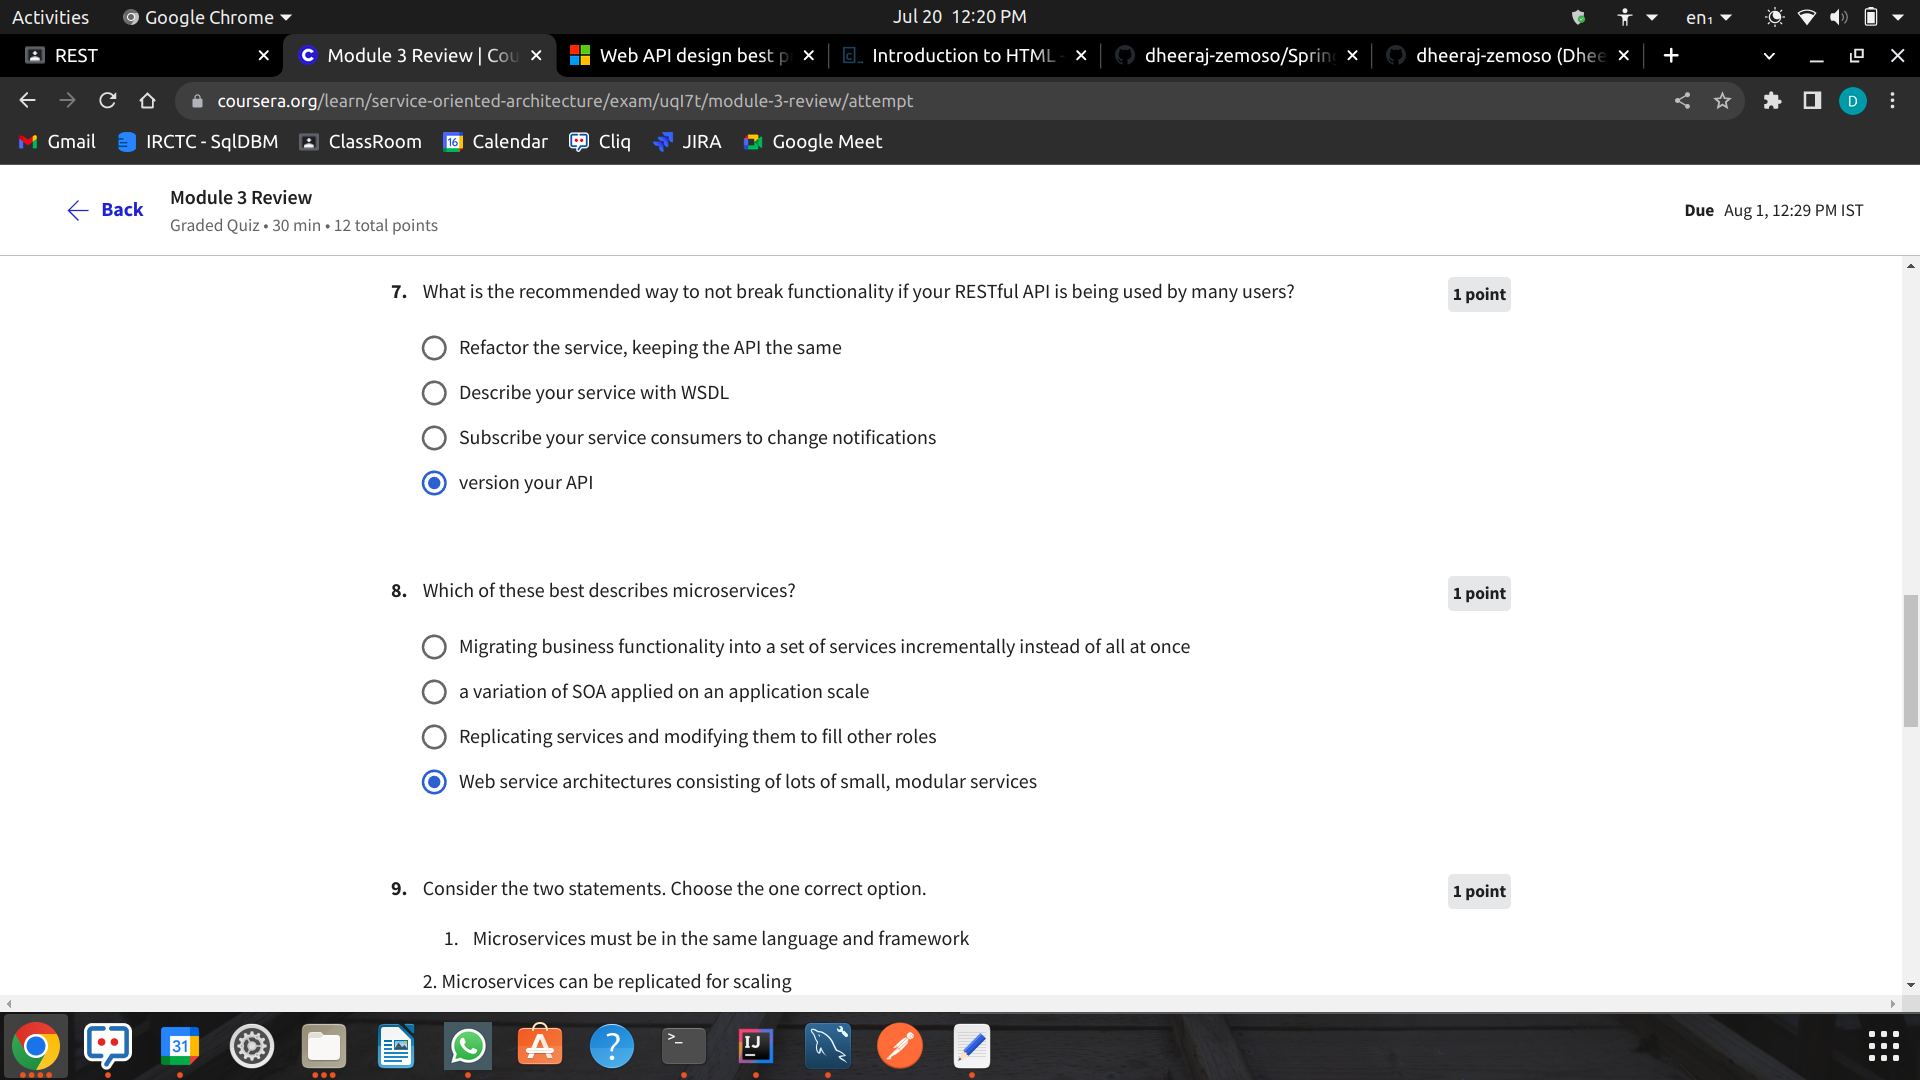 Activities
Google Chrome
Jul 20 12:20 PM
en₁
REST
Module 3 Review | Cou
Web API design best p
Introduction to HTML -
dheeraj-zemoso/Spring
dheeraj-zemoso (Dhee
coursera.org/learn/service-oriented-architecture/exam/uqI7t/module-3-review/attempt
D
Gmail
IRCTC - SqlDBM
ClassRoom
16
Calendar
Cliq
JIRA
Google Meet
Back
Module 3 Review
Graded Quiz • 30 min • 12 total points
Due Aug 1, 12:29 PM IST
7. What is the recommended way to not break functionality if your RESTful API is being used by many users?
1 point
Refactor the service, keeping the API the same
Describe your service with WSDL
Subscribe your service consumers to change notifications
version your API
8. Which of these best describes microservices?
1 point
Migrating business functionality into a set of services incrementally instead of all at once
a variation of SOA applied on an application scale
Replicating services and modifying them to fill other roles
Web service architectures consisting of lots of small, modular services
9. Consider the two statements. Choose the one correct option.
1 point
1. Microservices must be in the same language and framework
2. Microservices can be replicated for scaling
31
?
>_
IJ